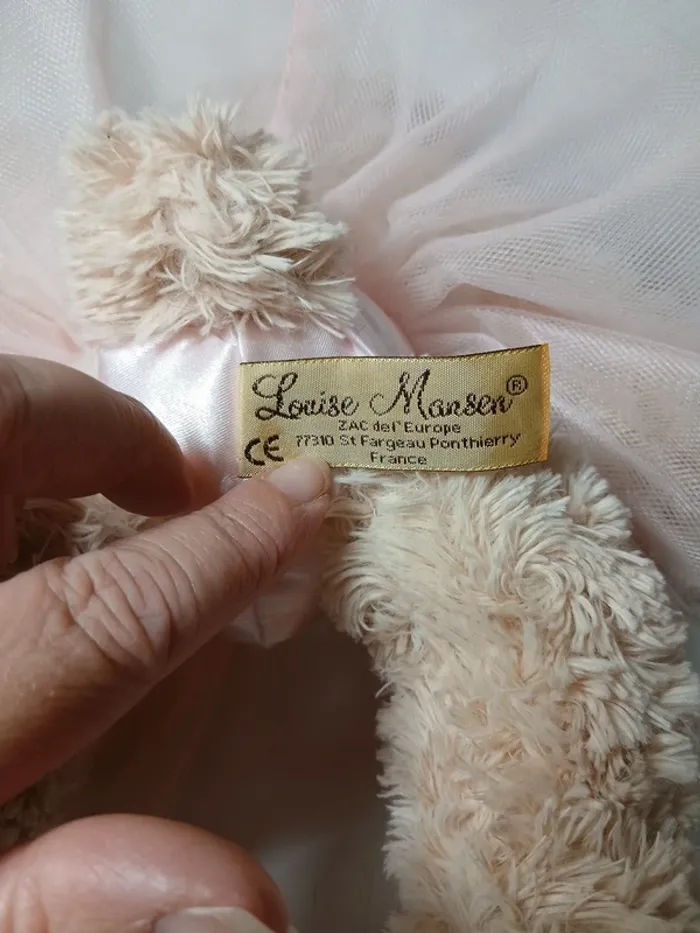 Louise Mansen®
ZAC del'Europe
77310 St Fargeau Ponthierry
CE France